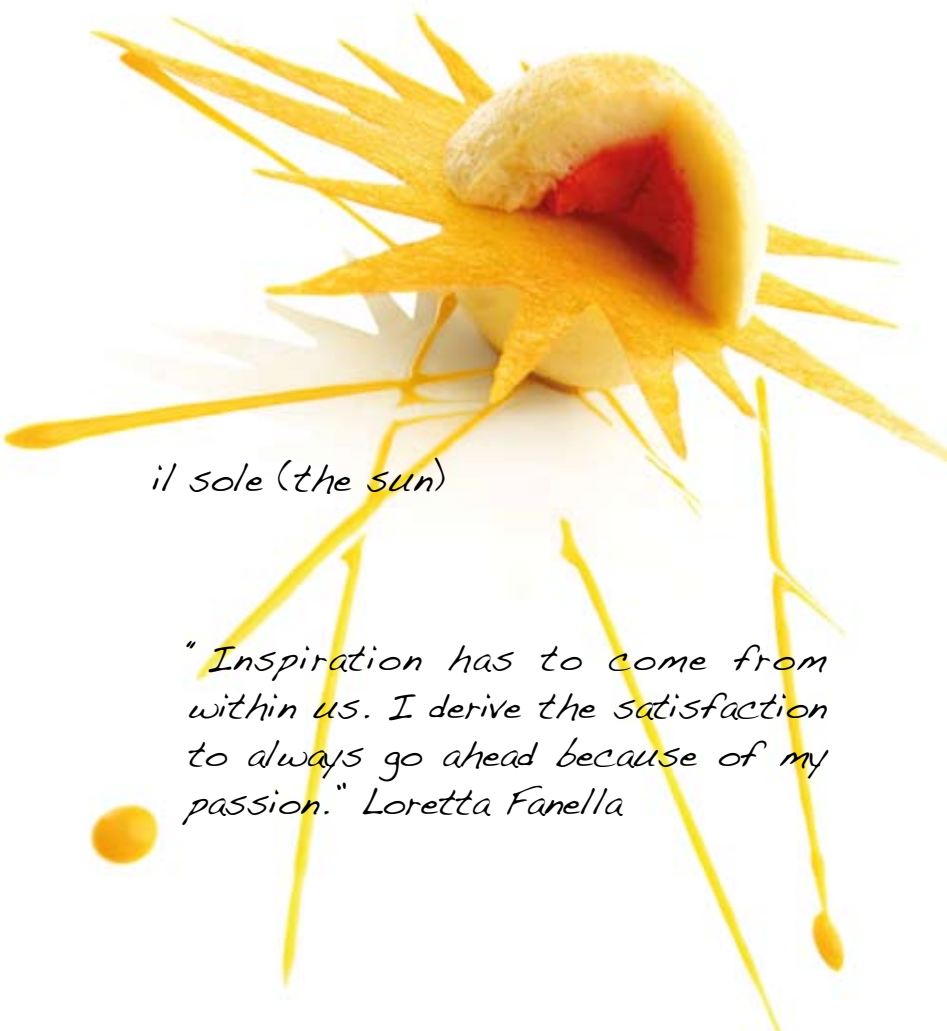 il sole (the sun)
"Inspiration has to come from
within us. I derive the satisfaction
to always go ahead because of my
passion." Loretta Fanella